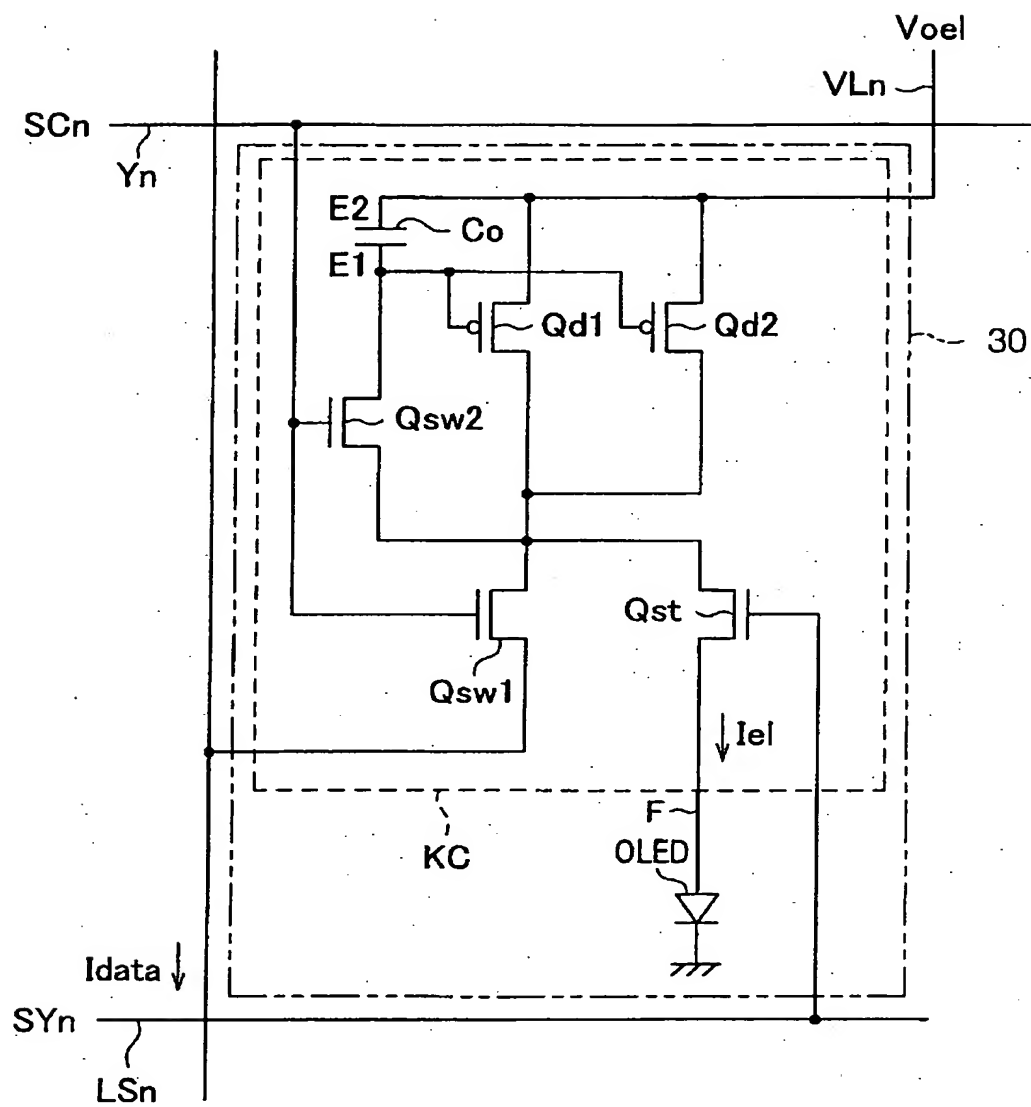 Voel
VLn
SCn
Yn
E2
Co
E1
Qd1
Qd2
30
Qsw2
Qst
Qsw1
Iel
F
KC
OLED
Idata
SYn
LSn